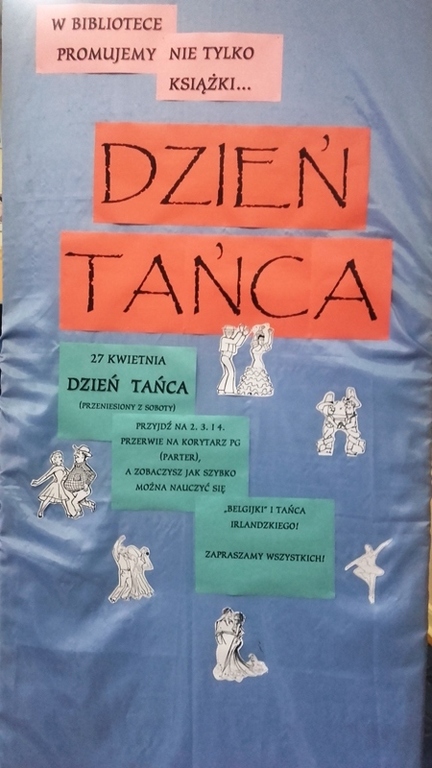 W BIBLIOTECE
PROMUJEMY NIE TYLKO
KSIĄŻKI...
DZIEŃ
TAŃCA
27 KWIETNIA
DZIEŃ TAŃCA
(PRZENIESIONY Z SOBOTY)
PRZYJDŹ NA 2. 3. I 4.
PRZERWIE NA KORYTARZ PG
(PARTER),
A ZOBACZYSZ JAK SZYBKO
MOŻNA NAUCZYĆ SIĘ
„BELGIJKI” I TAŃCA
IRLANDZKIEGO!
ZAPRASZAMY WSZYSTKICH!